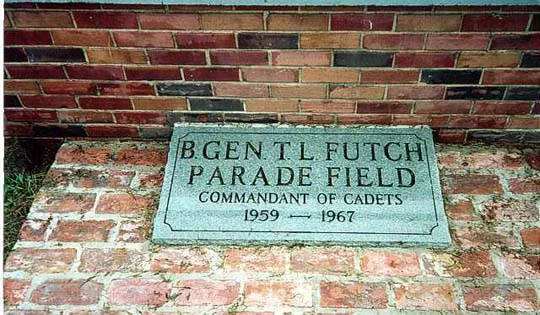 B.GEN. T. L. FUTCH
PARADE FIELD
COMMANDANT OF CADETS
1959 — 1967